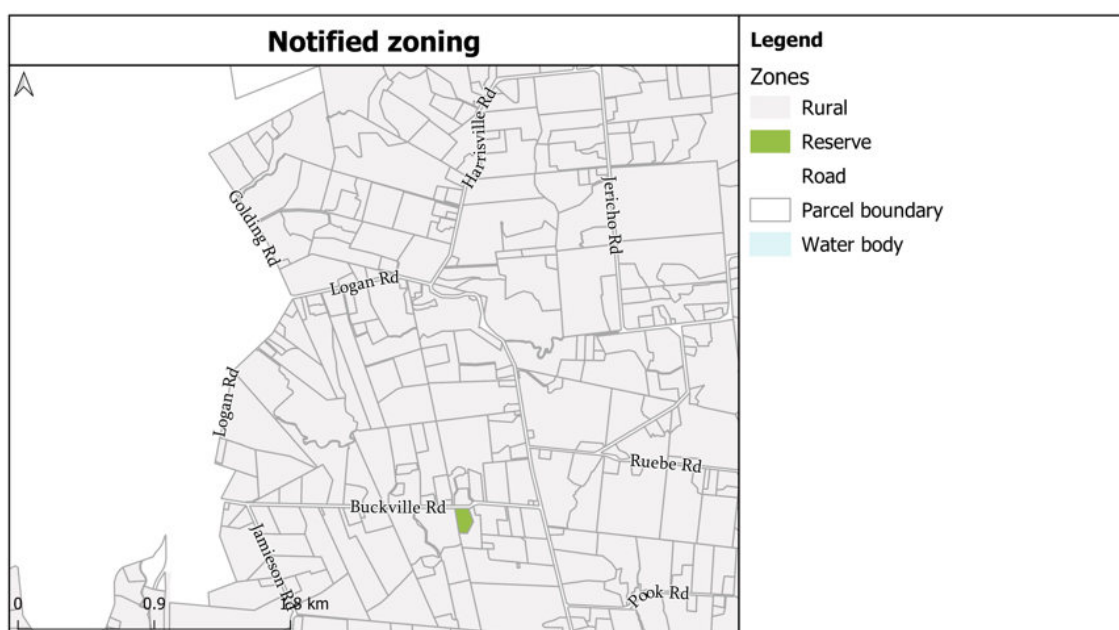 Notified zoning
Legend
Zones
Rural
Reserve
Road
Parcel boundary
Water body
Harrisville Rd
Jericho Rd
Golding Rd
Logan Rd
Logan Rd
Ruebe Rd
Buckville Rd
Jamieson Rd
Pook Rd
0 0.9 1.8 km